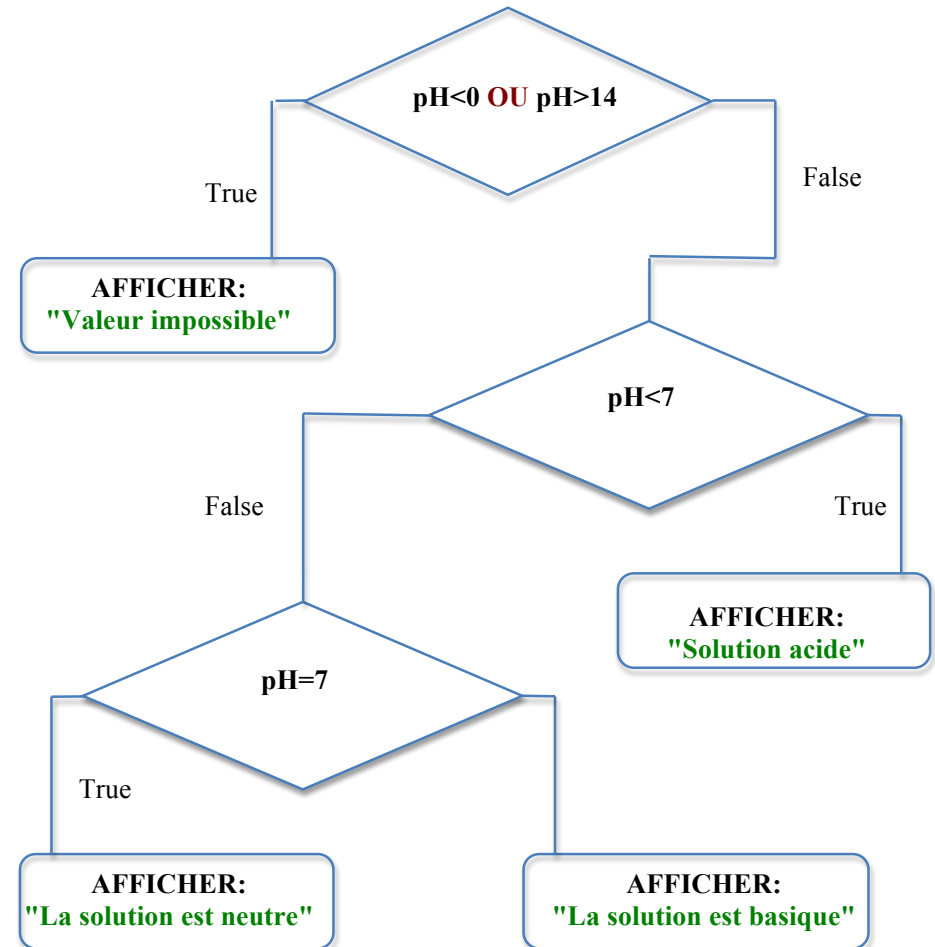 pH<0 OU pH>14
True
False
AFFICHER:
"Valeur impossible"
pH<7
False
True
AFFICHER:
"Solution acide"
pH=7
True
AFFICHER:
"La solution est neutre"
AFFICHER:
"La solution est basique"